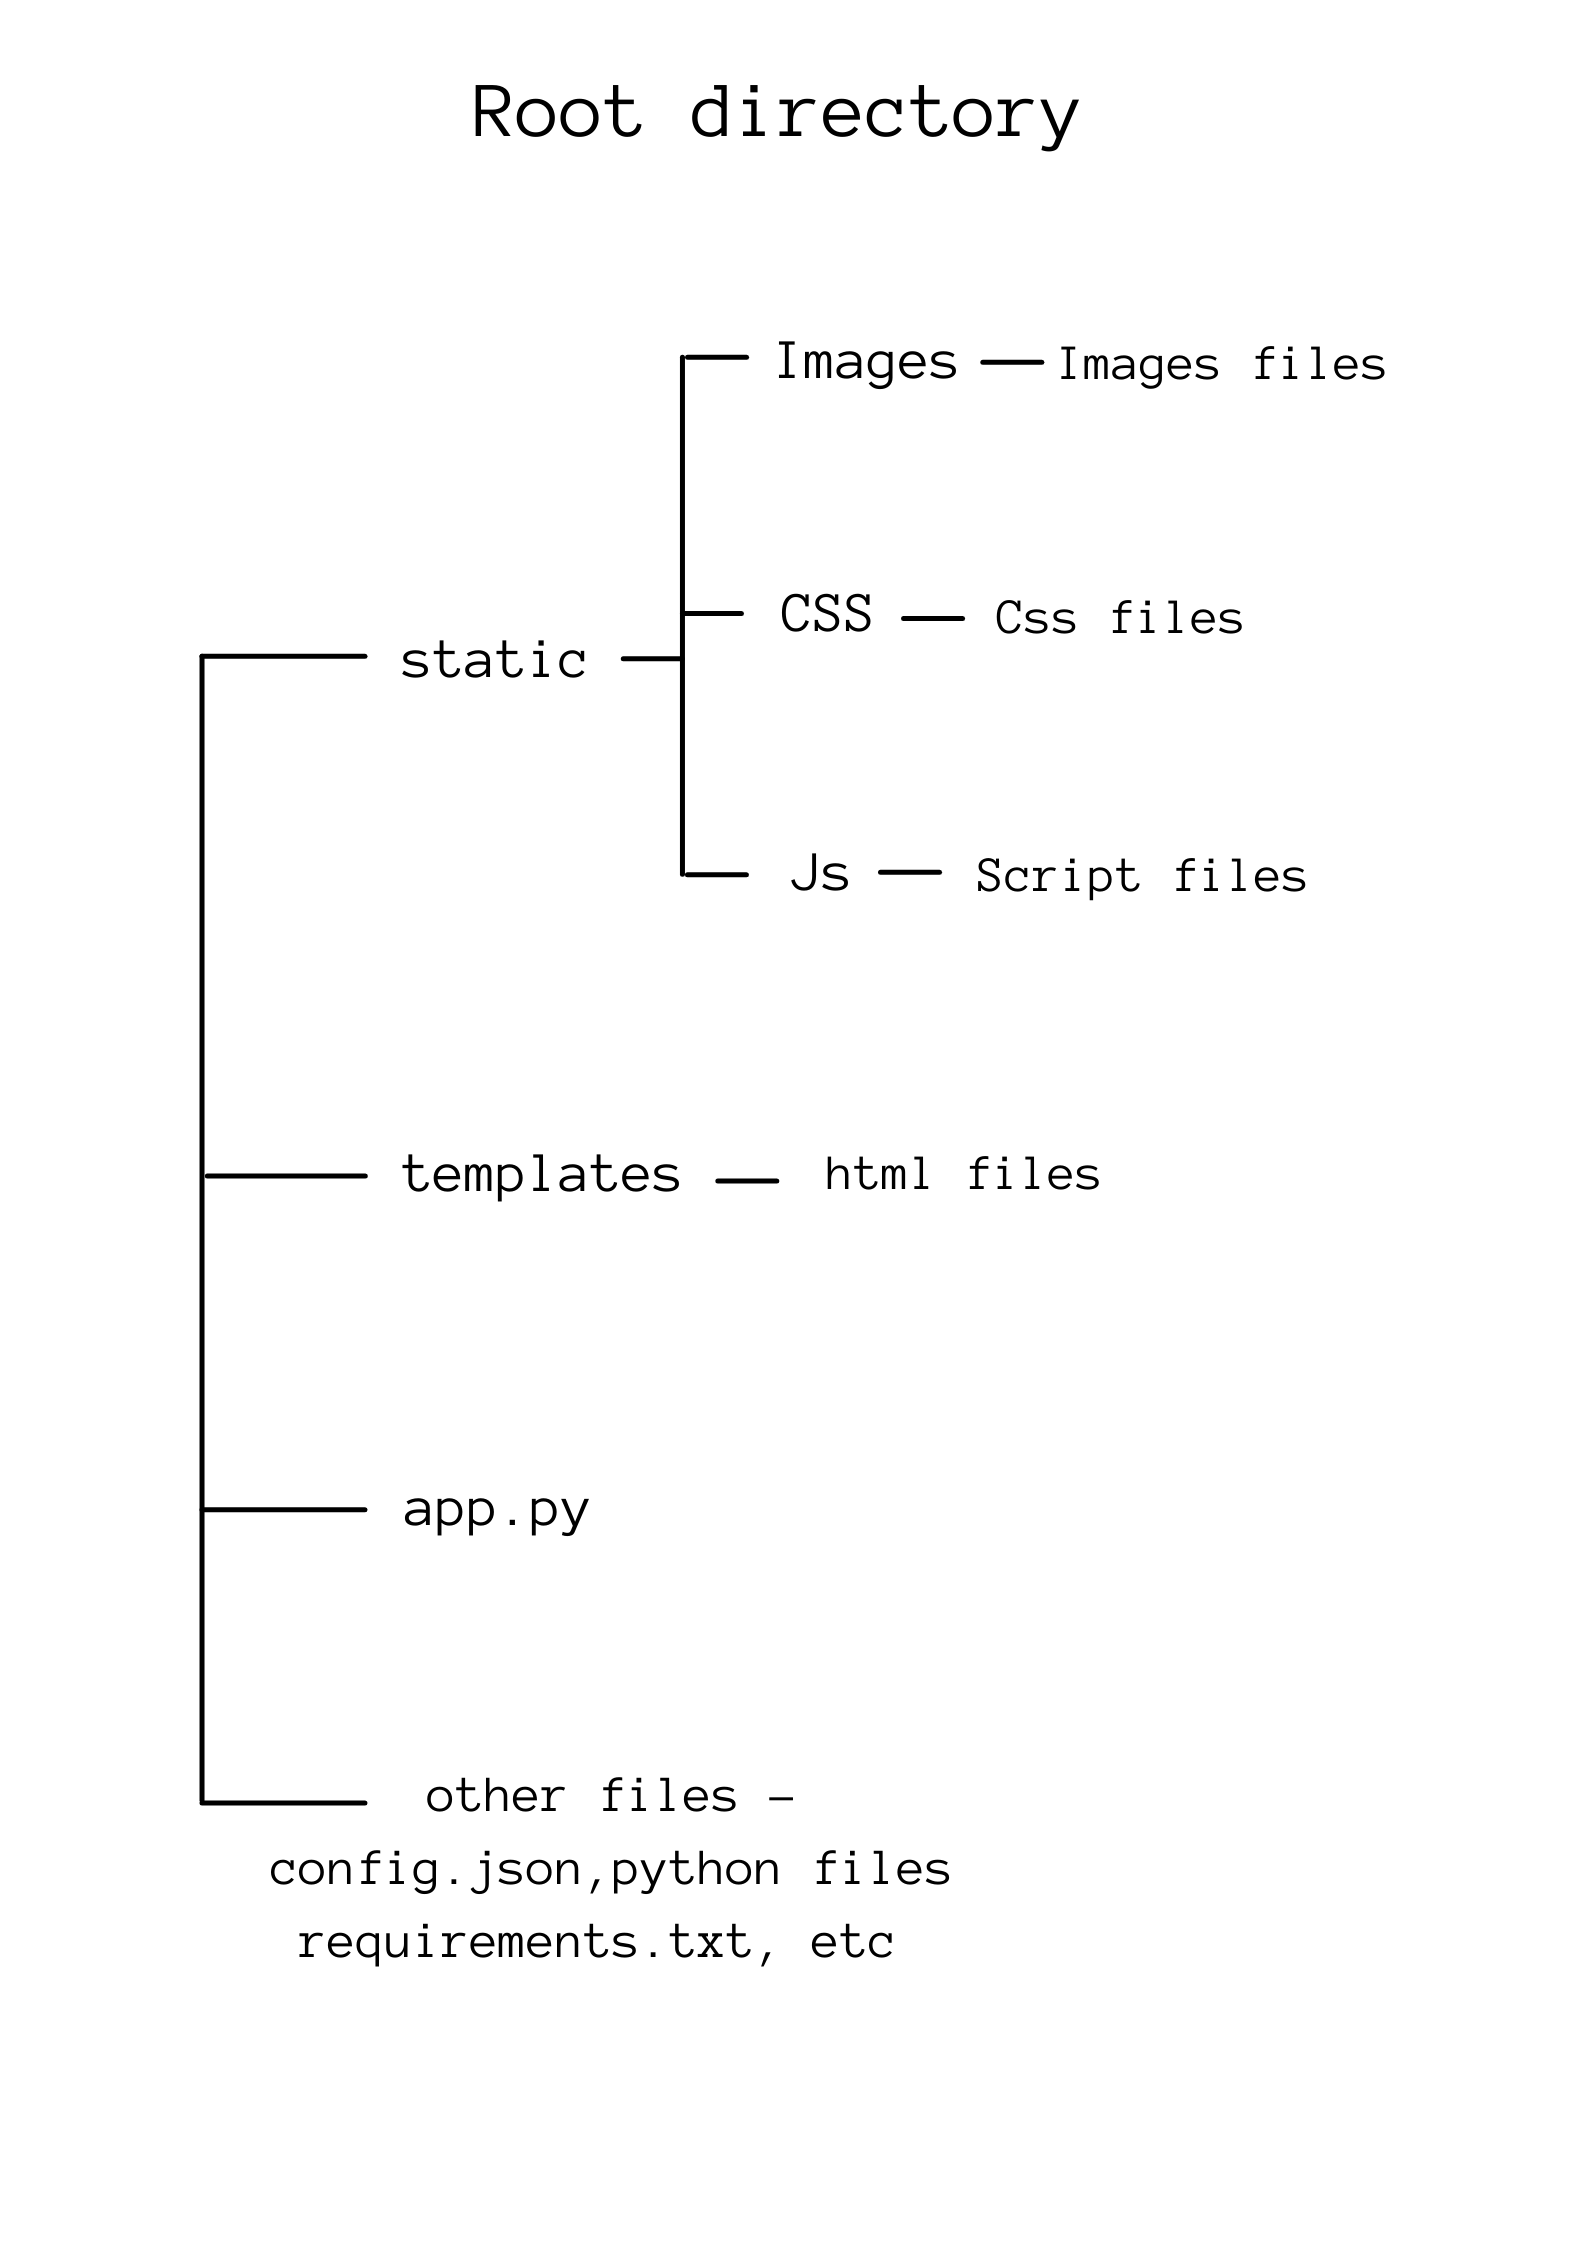 Root directory
Images — Images files
CSS — Css files
static
Js — Script files
templates — html files
app.py
other files -
config.json,python files
requirements.txt, etc